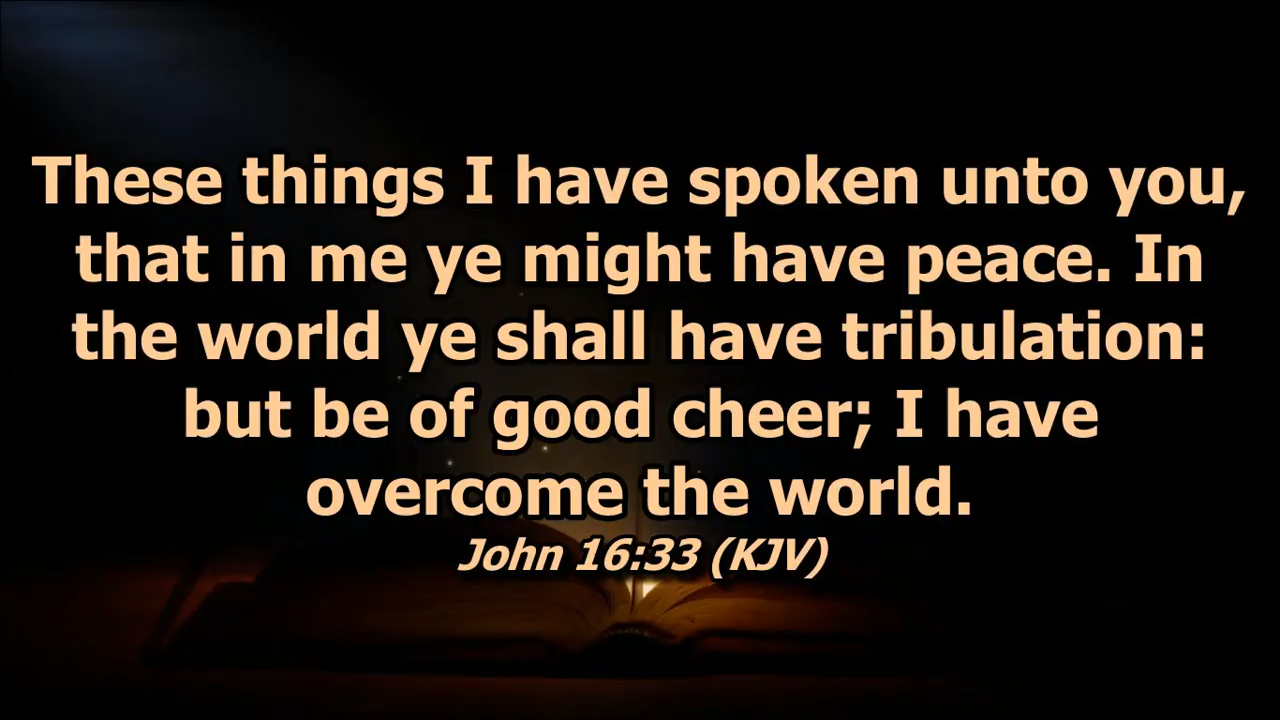 These things I have spoken unto you,
that in me ye might have peace. In
the world ye shall have tribulation:
but be of good cheer; I have
overcome the world.
John 16:33 (KJV)